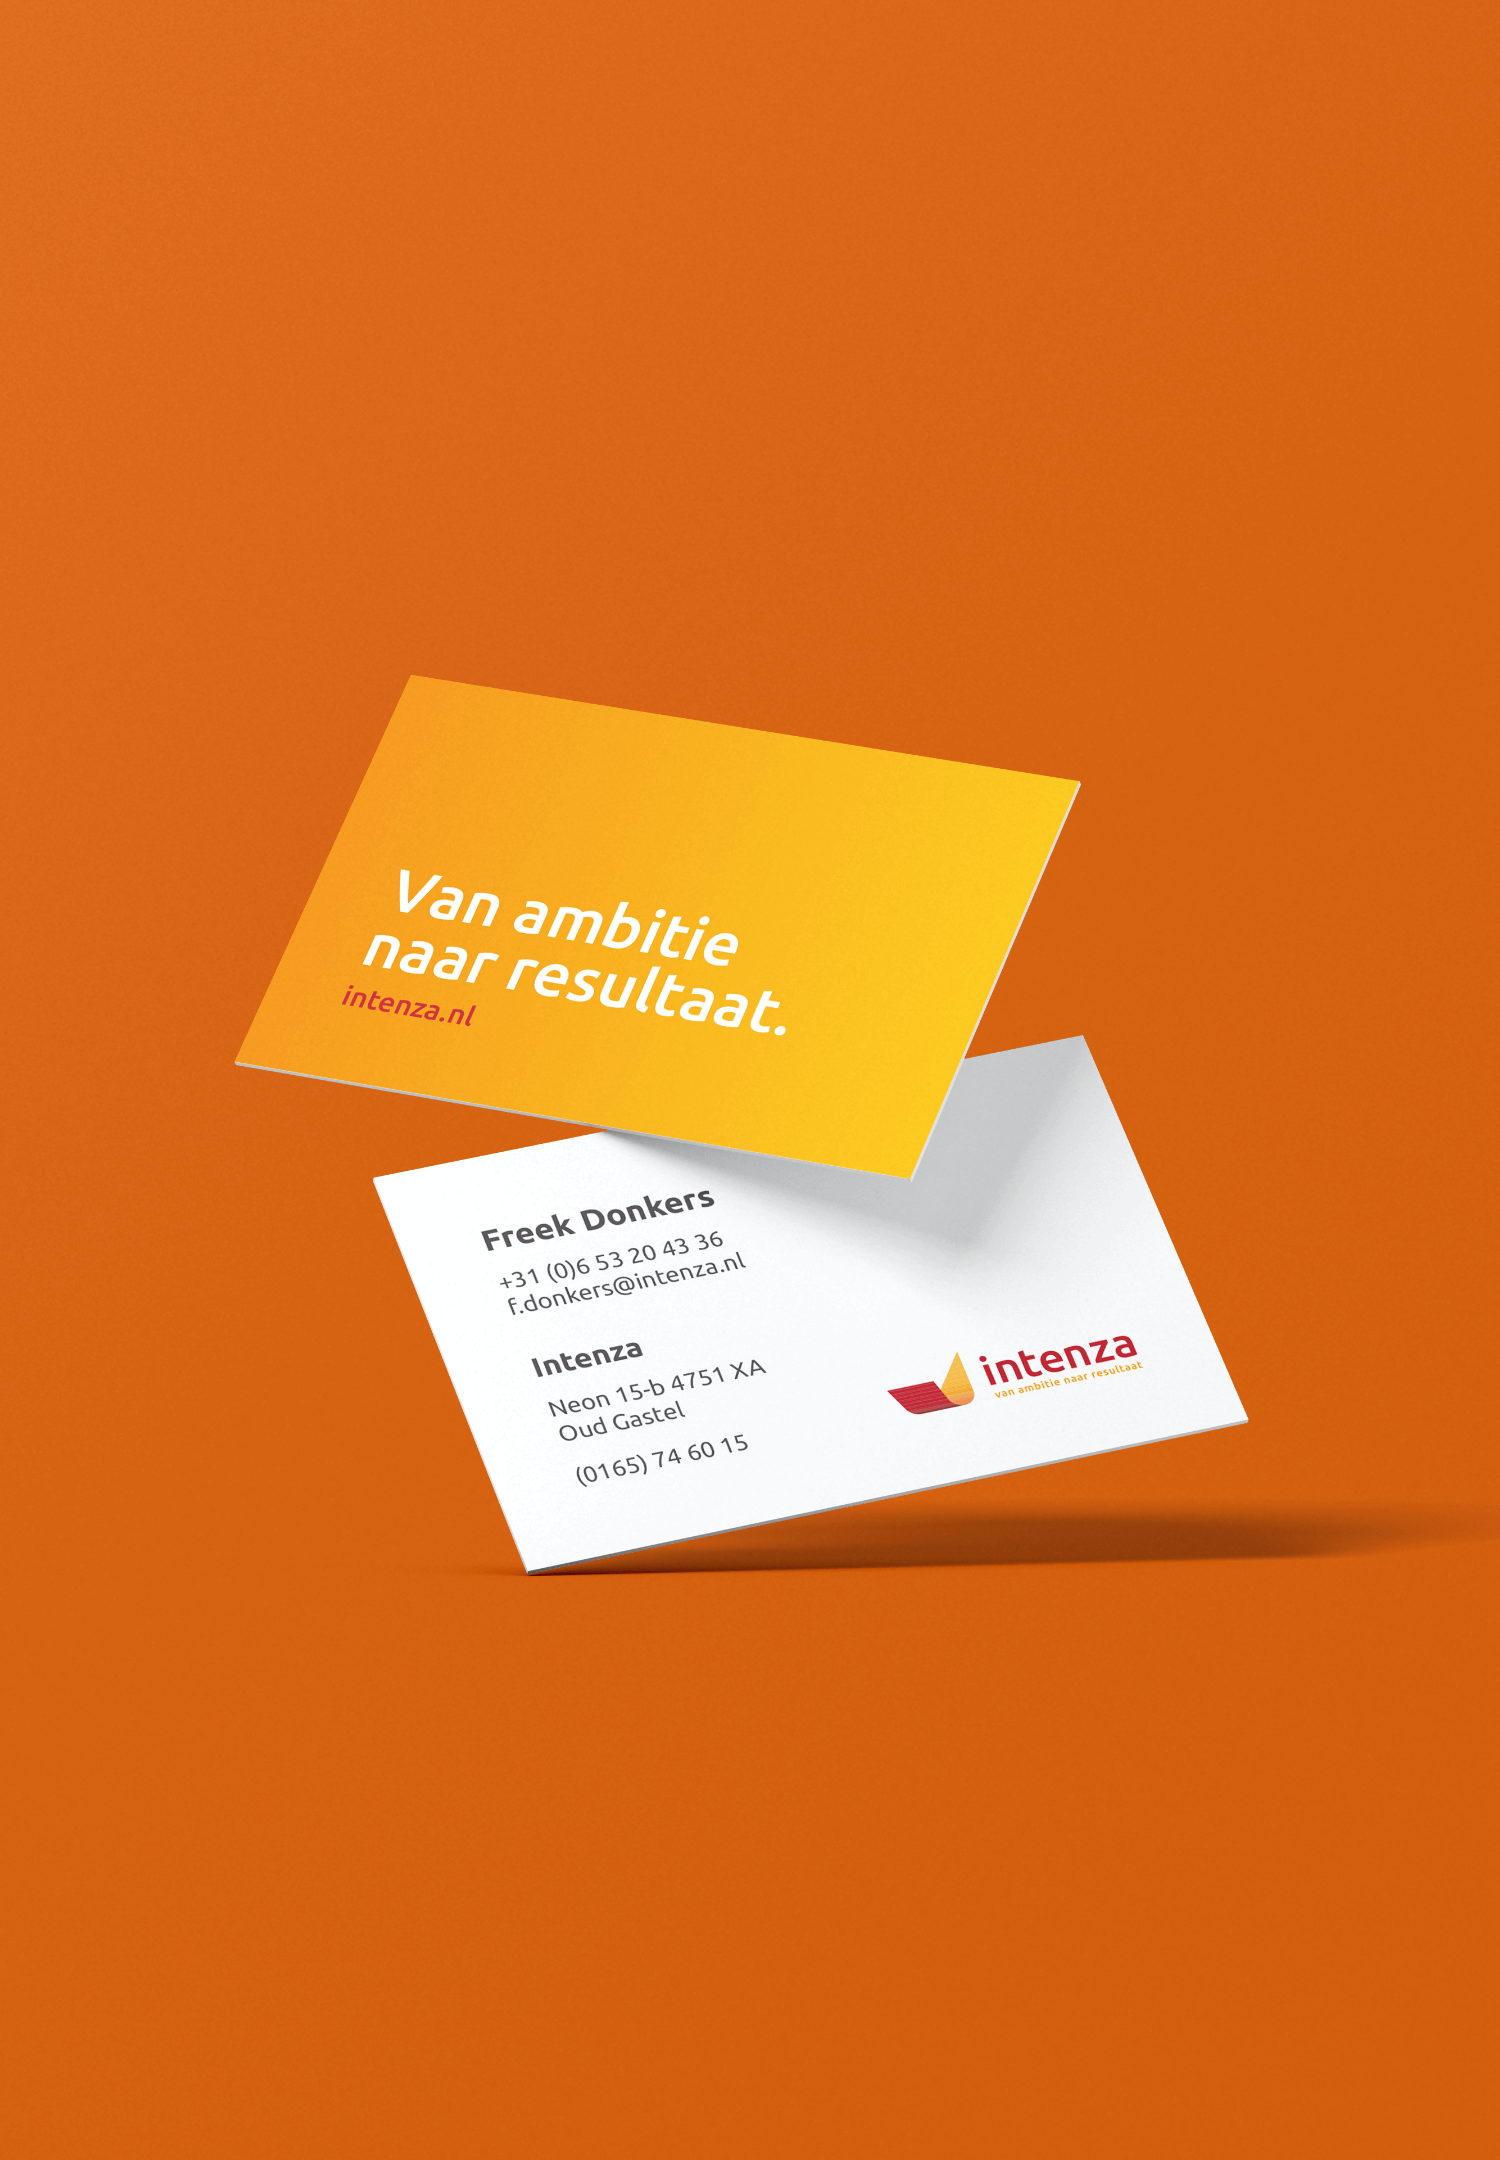 Van ambitie
naar resultaat.
intenza.nl
Freek Donkers
+31 (0)6 53 20 43 36
f.donkers@intenza.nl
Intenza
Neon 15-b 4751 XA
Oud Gastel
(0165) 74 60 15
intenza
van ambitie naar resultaat